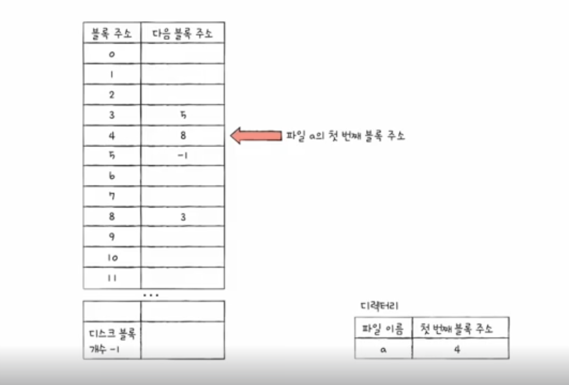 블록 주소 다음 블록 주소
0
1
2
3 5
4 8
파일 a의 첫 번째 블록 주소
5 -1
6
7
8 3
9
10
11
...
디스크 블록
개수 -1
디렉터리
파일 이름 첫 번째 블록 주소
a 4